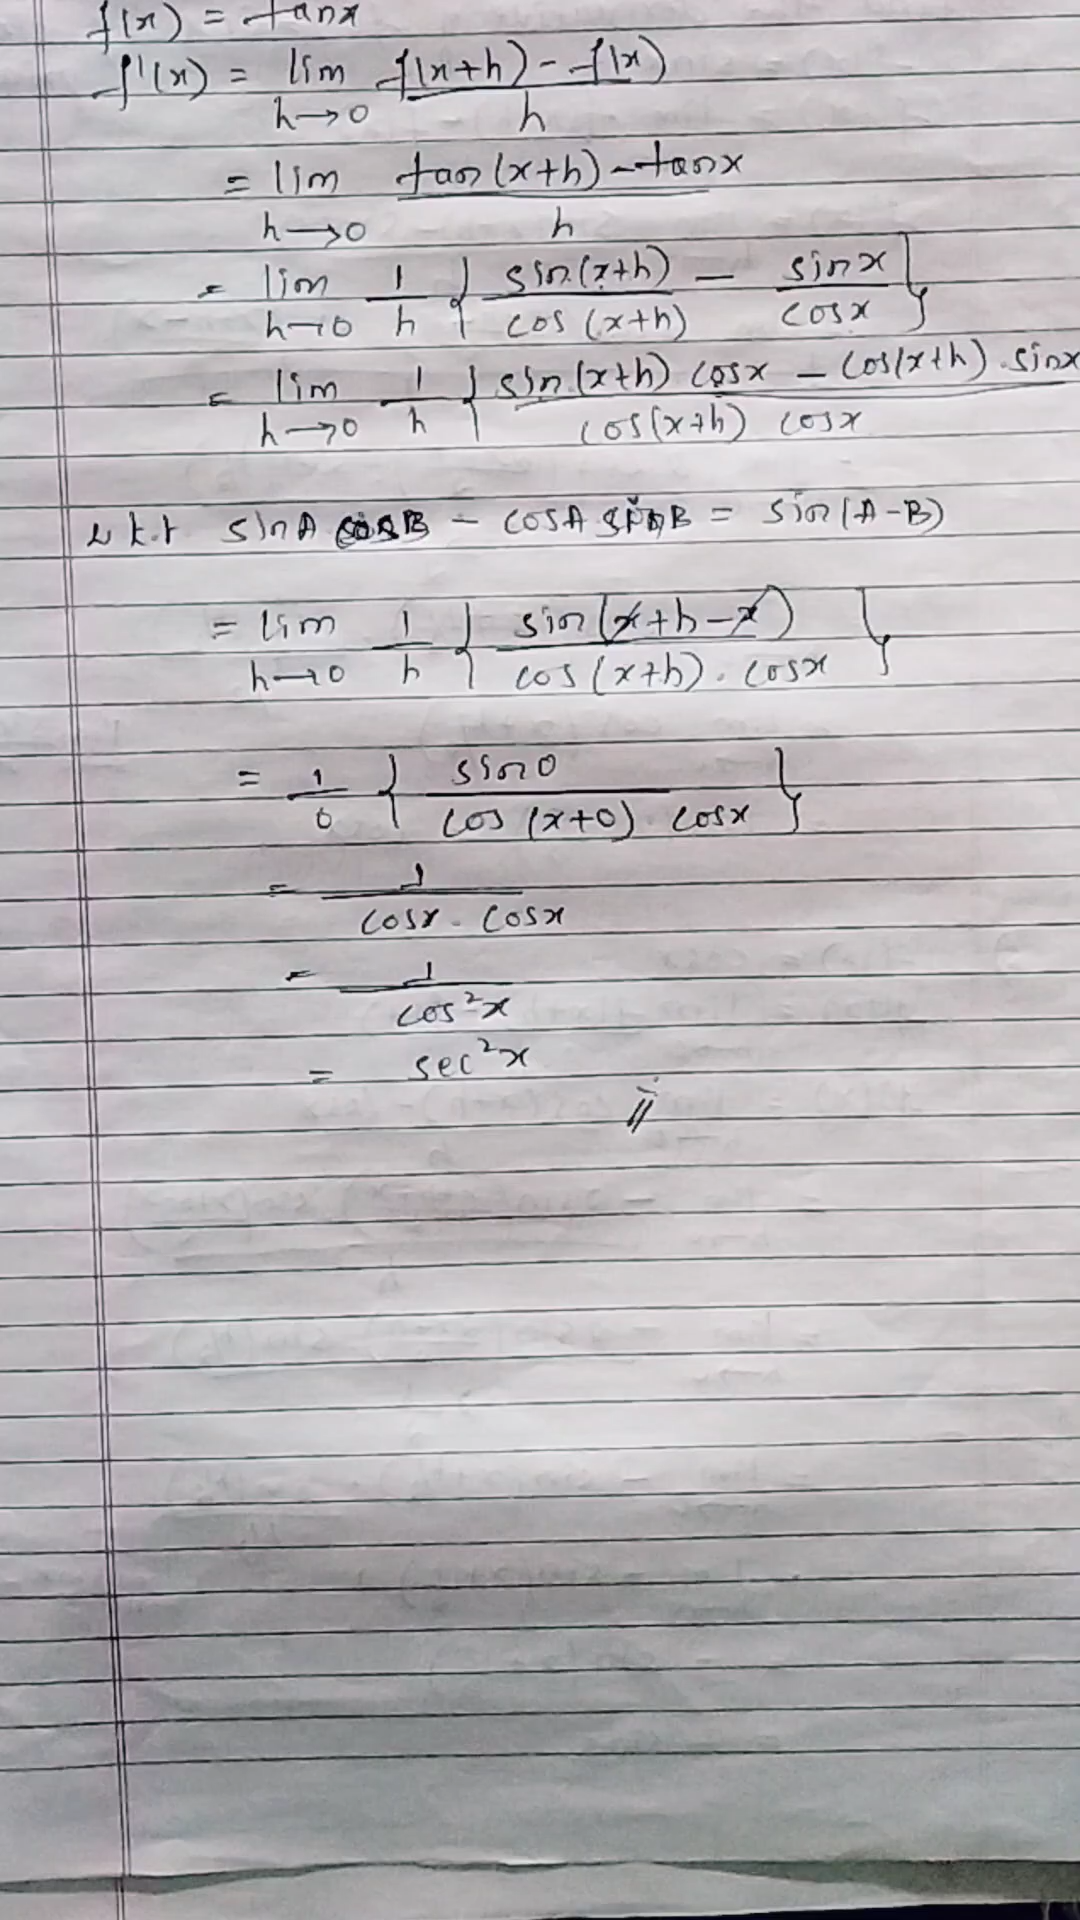 f(x) = tanx
f'(x) = lim h→0 f(x+h) - f(x) / h
= lim h→0 tan(x+h) - tanx / h
= lim h→0 1/h { sin(x+h) / cos(x+h) - sinx / cosx }
= lim h→0 1/h { sin(x+h) cosx - cos(x+h) . sinx / cos(x+h) cosx
w k.t sinA cosB - cosA sinB = sin(A-B)
= lim h→0 1/h { sin(x+h-x) / cos(x+h) . cosx }
= 1/0 { sin0 / cos(x+0) . cosx }
= 1 / cosx . cosx
= 1 / cos²x
= sec²x //